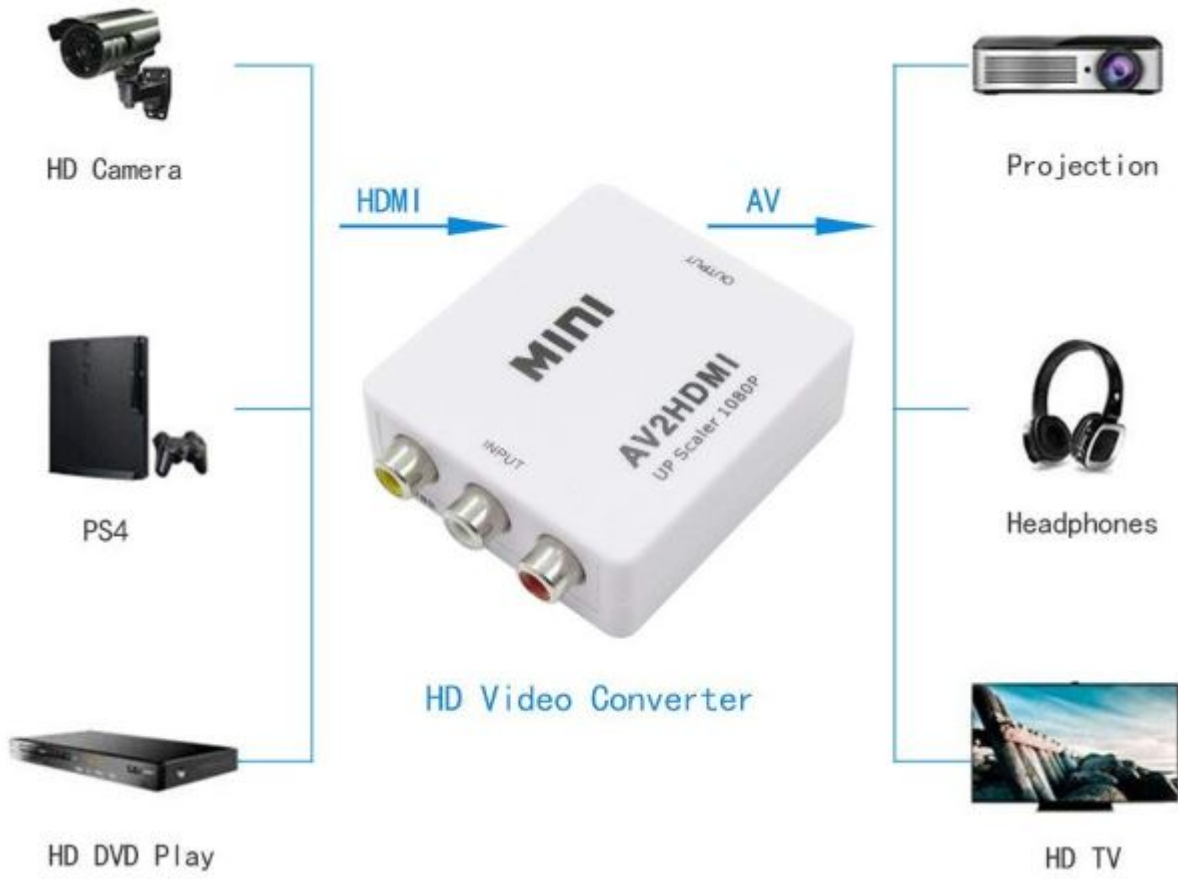 HD Camera
PS4
HD DVD Play
HDMI
AV
OUTPUT
MINI
AV2HDMI
UP Scaler 1080P
INPUT
HD Video Converter
Projection
Headphones
HD TV